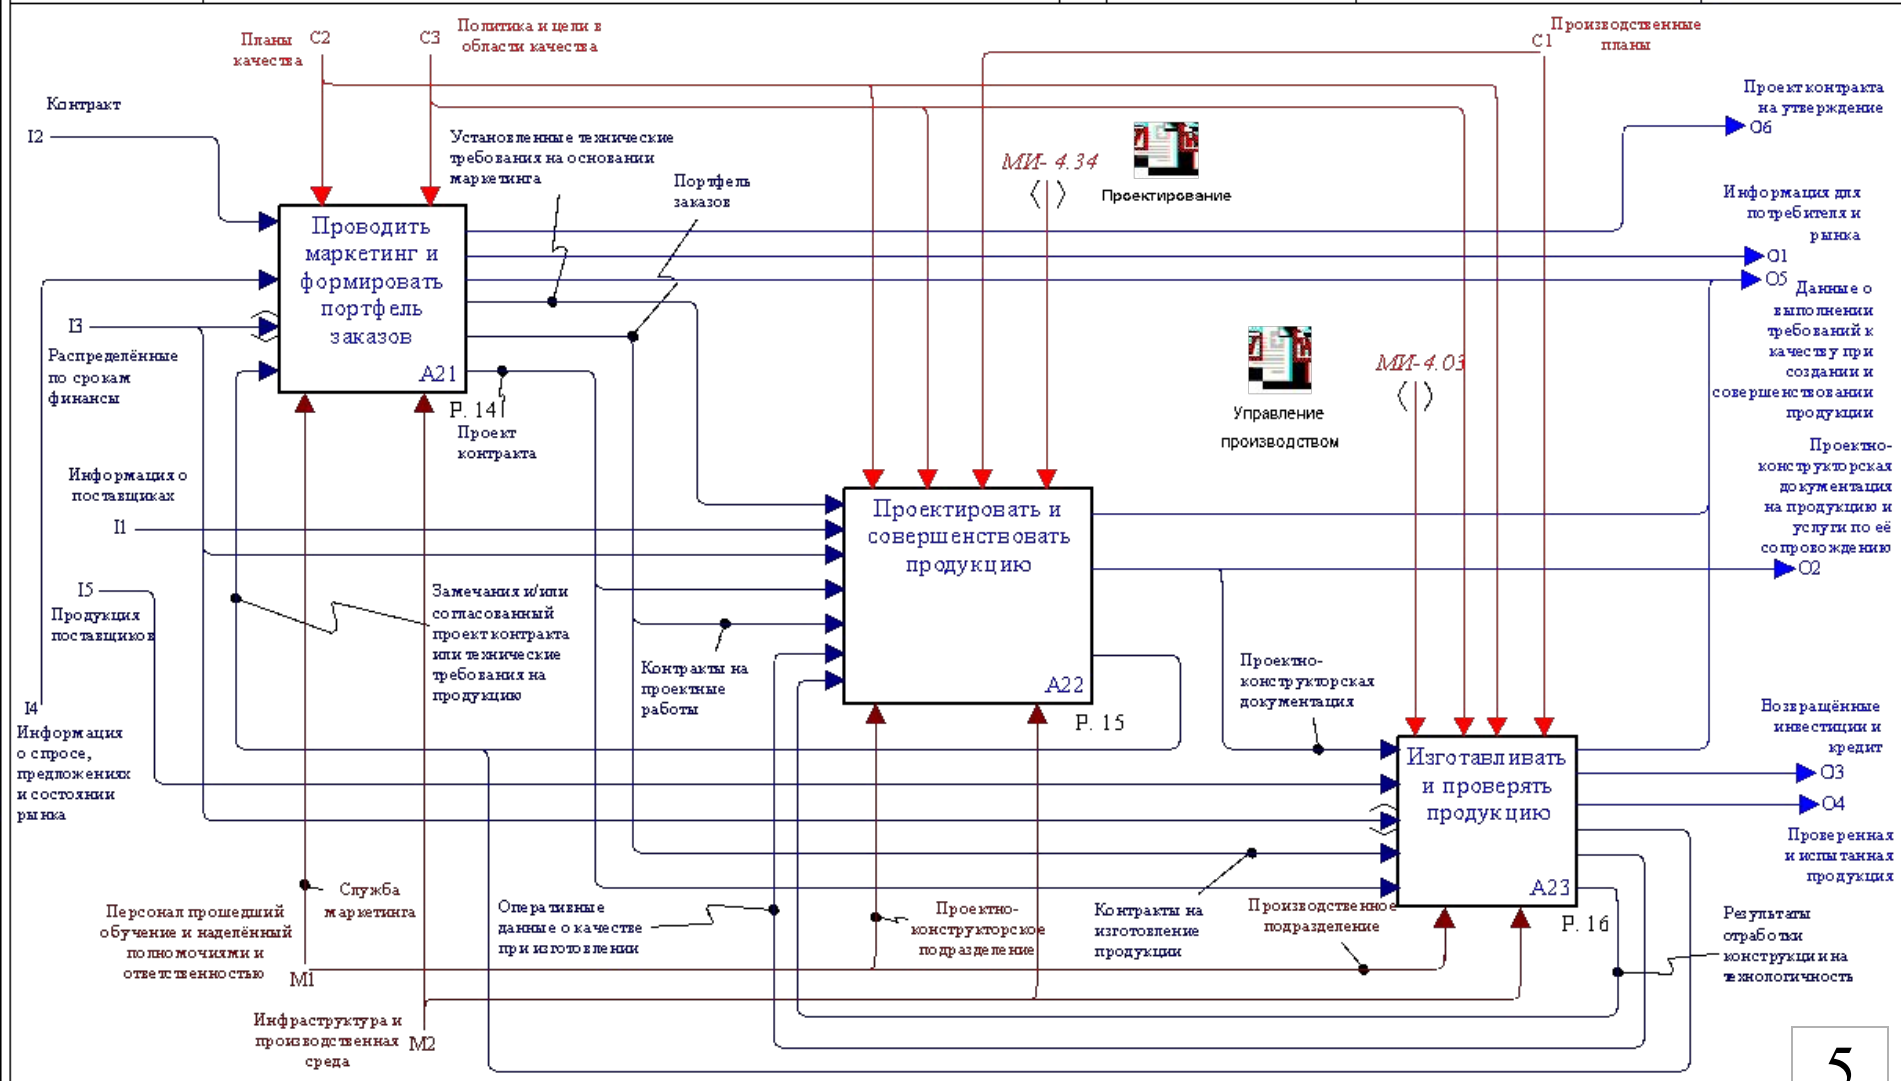 Планы
качества
C2
C3
Политика и цели в
области качества
C1
Производственные
планы
Контракт
I2
Установленные технические
требования на основании
маркетинга
Портфель
заказов
МИ- 4.34
Проектирование
Проект контракта
на утверждение
O6
Информация для
потребителя и
рынка
O1
O5
Проводить
маркетинг и
формировать
портфель
заказов
A21
P. 14
I3
Распределённые
по срокам
финансы
Проект
контракта
МИ-4.03
Управление
производством
Данные о
выполнении
требований к
качеству при
создании и
совершенствовании
продукции
Проектно-
конструкторская
документация
на продукцию и
услуги по её
сопровождению
O2
Информация о
поставщиках
I1
Проектировать и
совершенствовать
продукцию
A22
P. 15
I5
Продукция
поставщиков
Замечания и/или
согласованный
проект контракта
или технические
требования на
продукцию
Контракты на
проектные
работы
Проектно-
конструкторская
документация
I4
Информация
о спросе,
предложениях
и состоянии
рынка
Возвращённые
инвестиции и
кредит
O3
O4
Проверенная
и испытанная
продукция
Изготавливать
и проверять
продукцию
A23
P. 16
Служба
маркетинга
Персонал прошедший
обучение и наделённый
полномочиями и
ответственностью
M1
Оперативные
данные о качестве
при изготовлении
Проектно-
конструкторское
подразделение
Контракты на
изготовление
продукции
Производственное
подразделение
Результаты
отработки
конструкции на
технологичность
Инфраструктура и
производственная
среда
M2
5